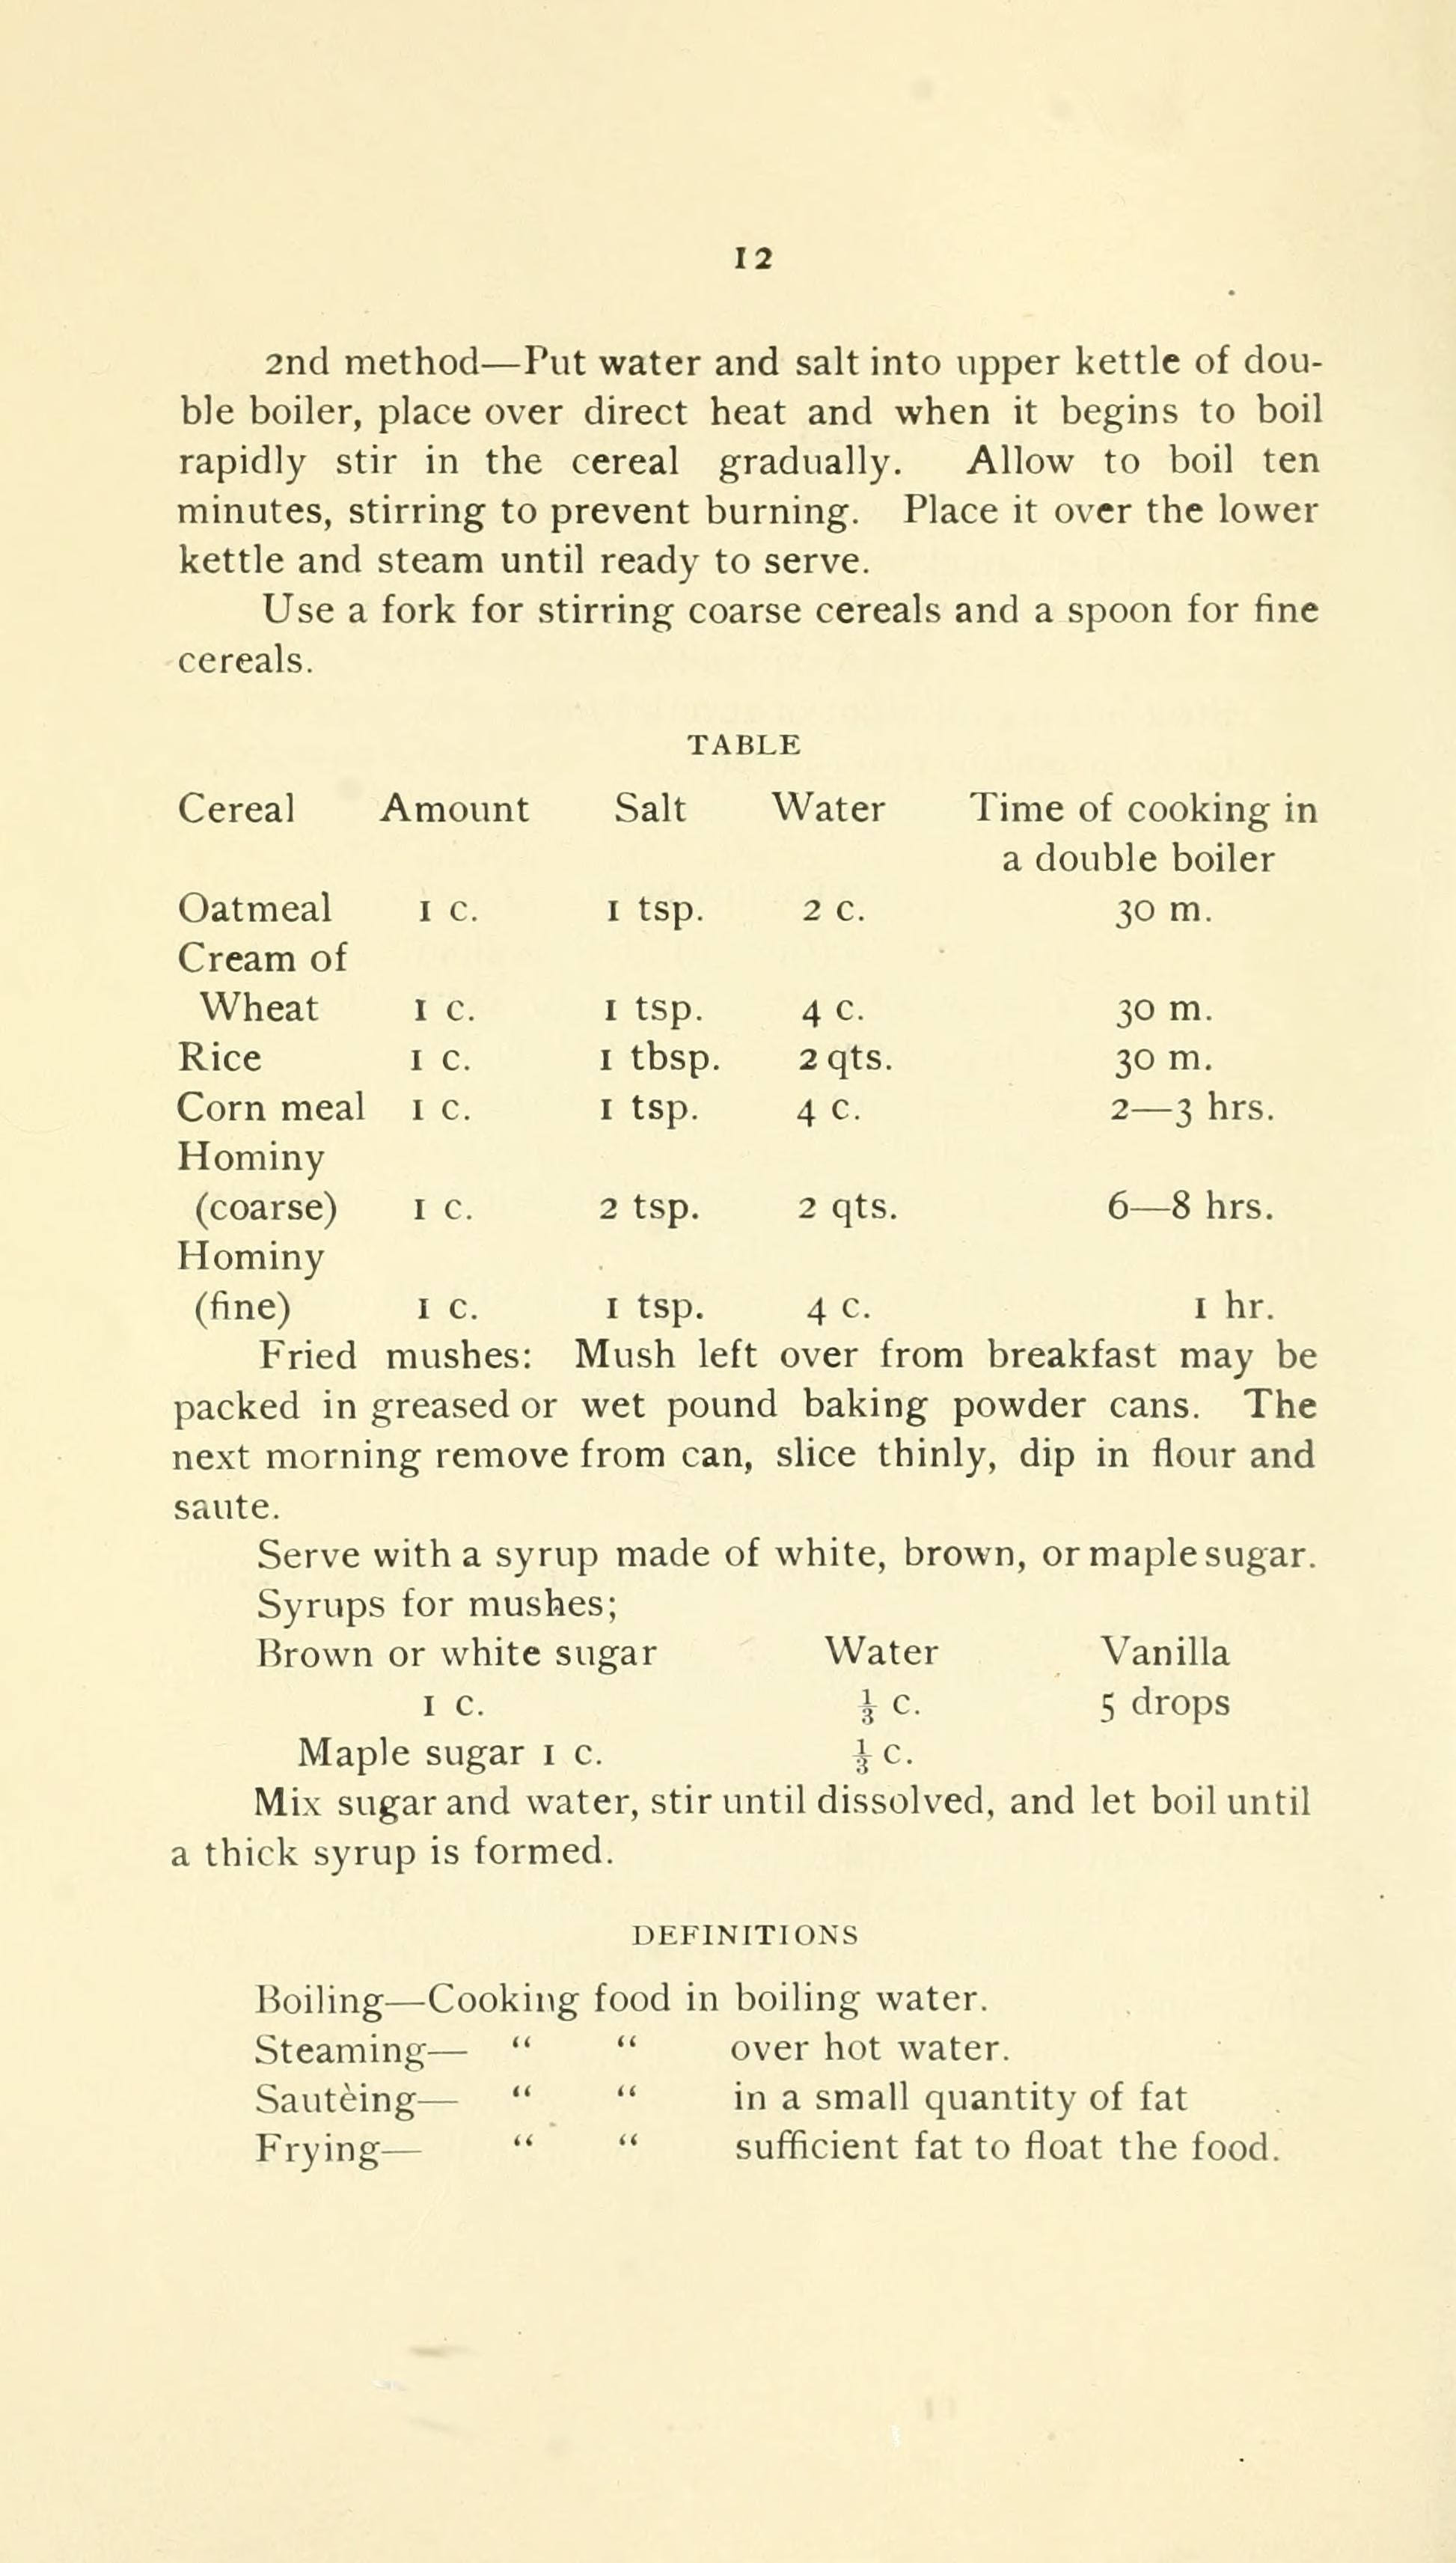 12
2nd method—Put water and salt into upper kettle of dou-
ble boiler, place over direct heat and when it begins to boil
rapidly stir in the cereal gradually. Allow to boil ten
minutes, stirring to prevent burning. Place it over the lower
kettle and steam until ready to serve.
Use a fork for stirring coarse cereals and a spoon for fine
cereals.
TABLE
Cereal Amount Salt Water Time of cooking in
a double boiler
Oatmeal 1 c. 1 tsp. 2 c. 30 m.
Cream of
Wheat 1 c. 1 tsp. 4 c. 30 m.
Rice 1 c. 1 tbsp. 2 qts. 30 m.
Corn meal 1 c. 1 tsp. 4 c. 2—3 hrs.
Hominy
(coarse) 1 c. 2 tsp. 2 qts. 6—8 hrs.
Hominy
(fine) 1 c. 1 tsp. 4 c. 1 hr.
Fried mushes: Mush left over from breakfast may be
packed in greased or wet pound baking powder cans. The
next morning remove from can, slice thinly, dip in flour and
saute.
Serve with a syrup made of white, brown, or maple sugar.
Syrups for mushes;
Brown or white sugar Water Vanilla
1 c. ⅓ c. 5 drops
Maple sugar 1 c. ⅓ c.
Mix sugar and water, stir until dissolved, and let boil until
a thick syrup is formed.
DEFINITIONS
Boiling—Cooking food in boiling water.
Steaming— “ “ over hot water.
Sautèing— “ “ in a small quantity of fat
Frying— “ “ sufficient fat to float the food.